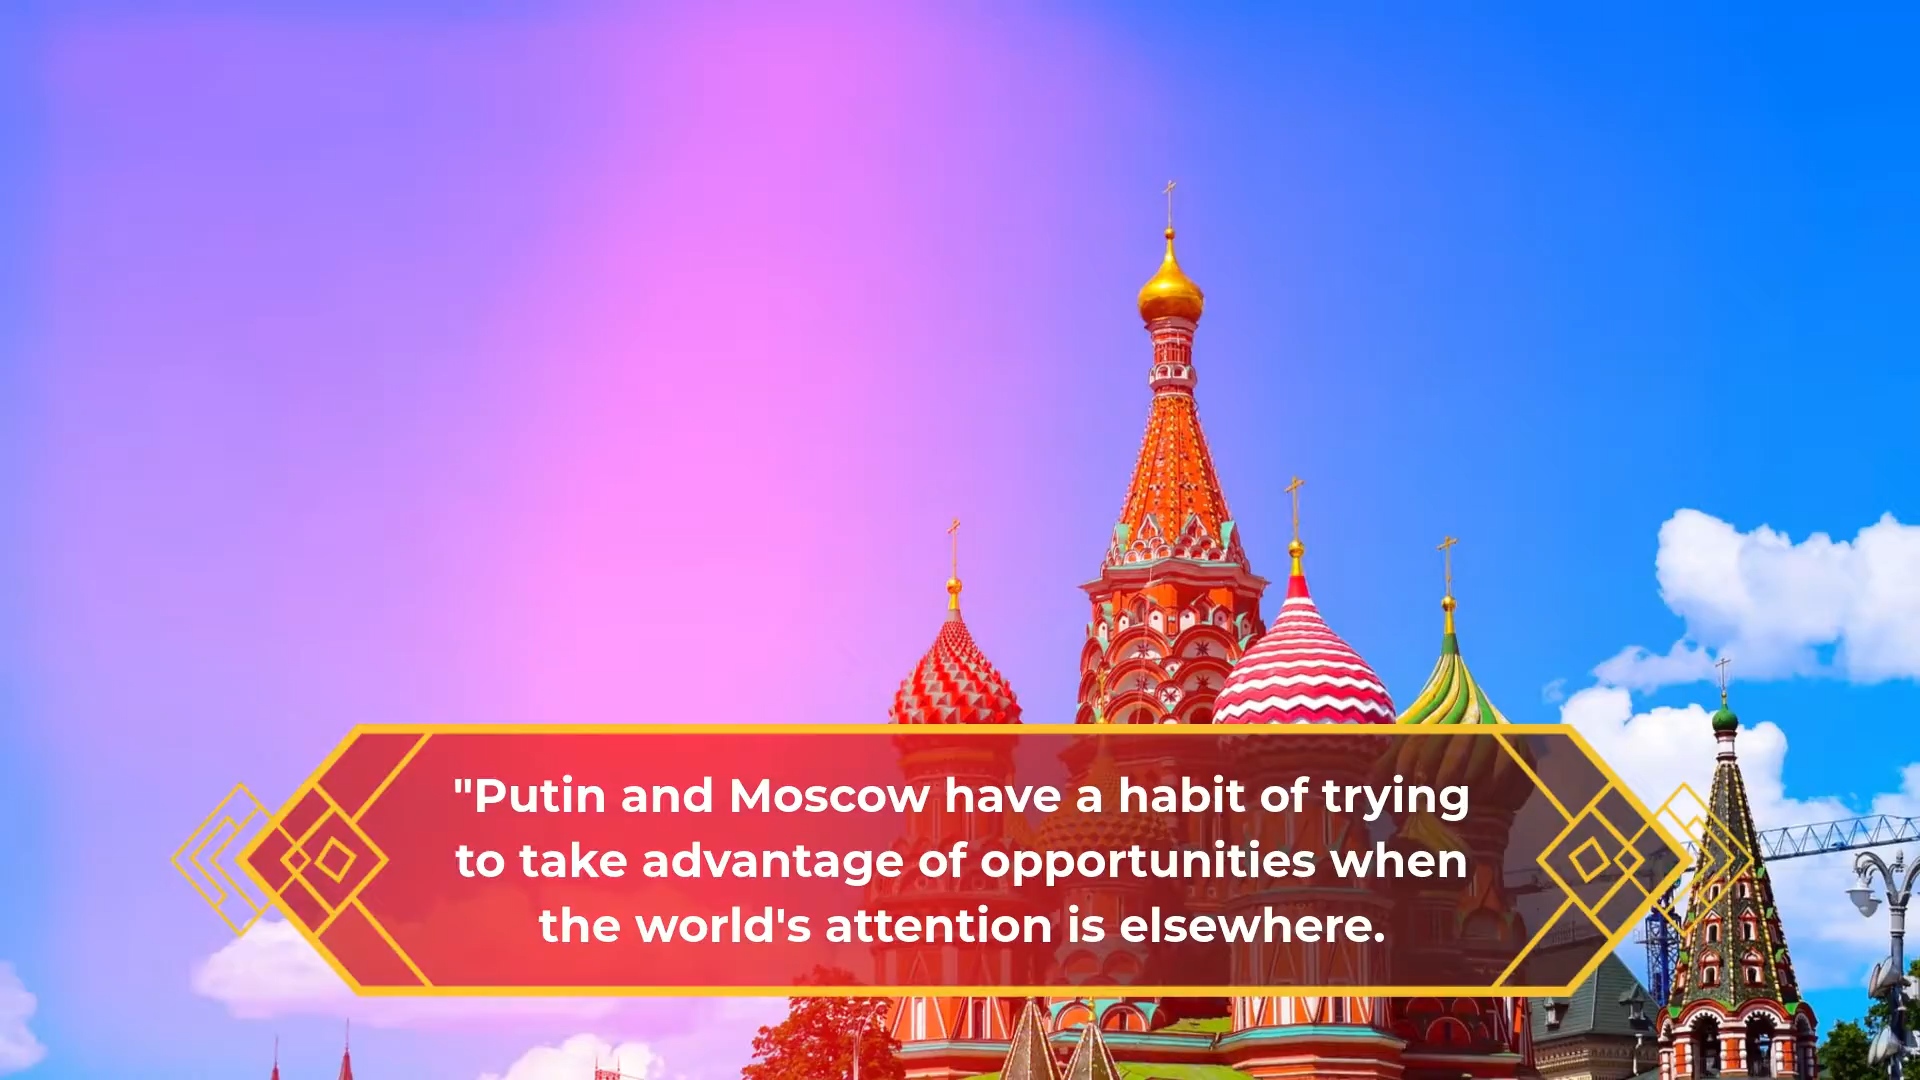 "Putin and Moscow have a habit of trying
to take advantage of opportunities when
the world's attention is elsewhere.